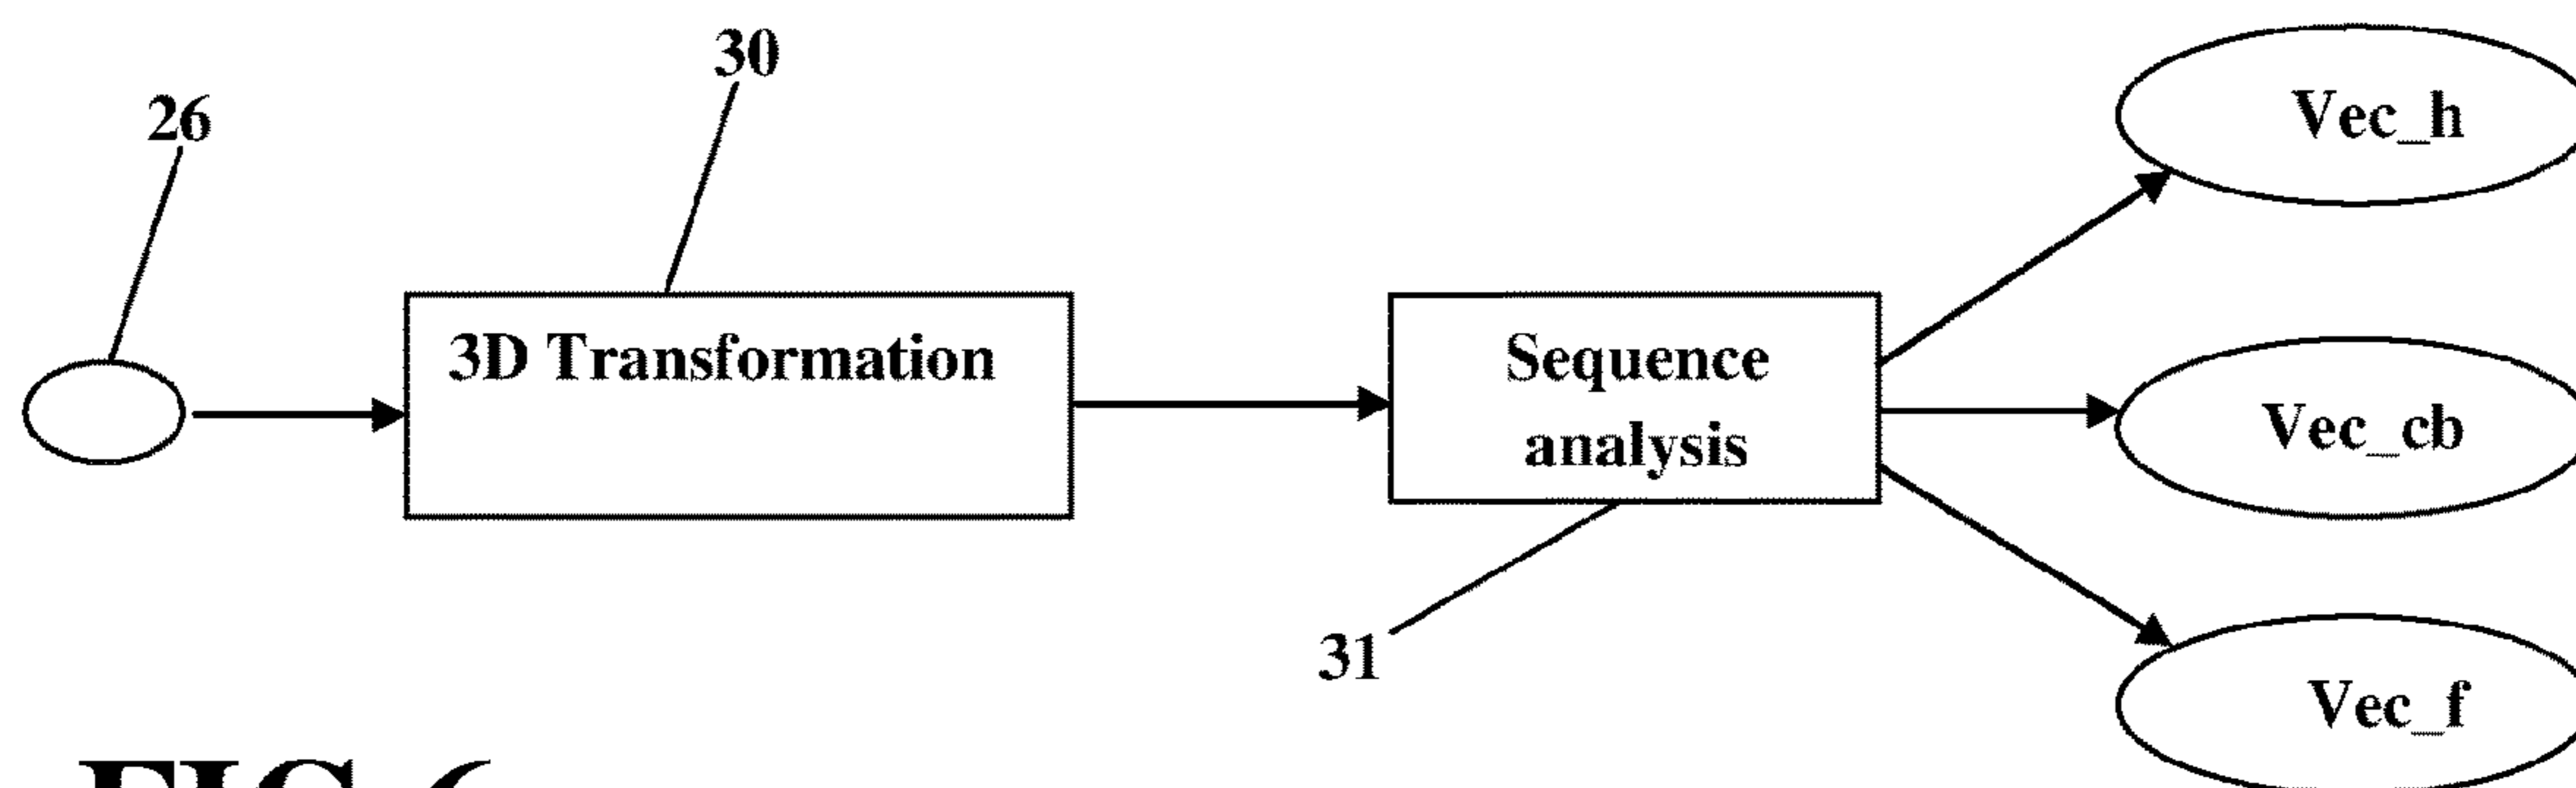 30
26
Vec_h
3D Transformation
Sequence
analysis
Vec_cb
31
Vec_f